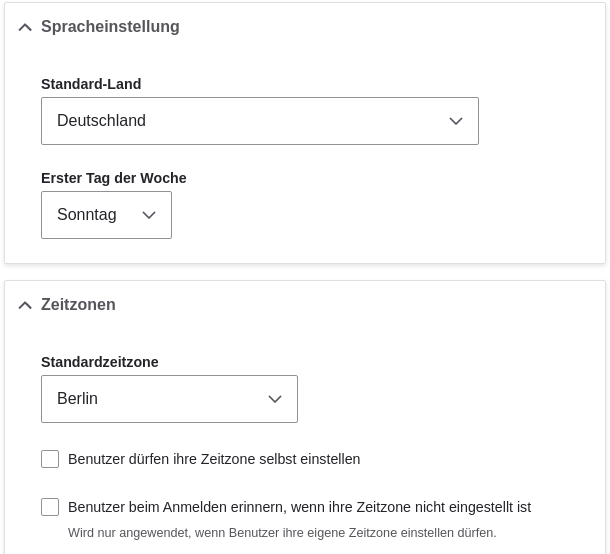 Spracheinstellung
Standard-Land
Deutschland
Erster Tag der Woche
Sonntag
Zeitzonen
Standardzeitzone
Berlin
Benutzer dürfen ihre Zeitzone selbst einstellen
Benutzer beim Anmelden erinnern, wenn ihre Zeitzone nicht eingestellt ist
Wird nur angewendet, wenn Benutzer ihre eigene Zeitzone einstellen dürfen.